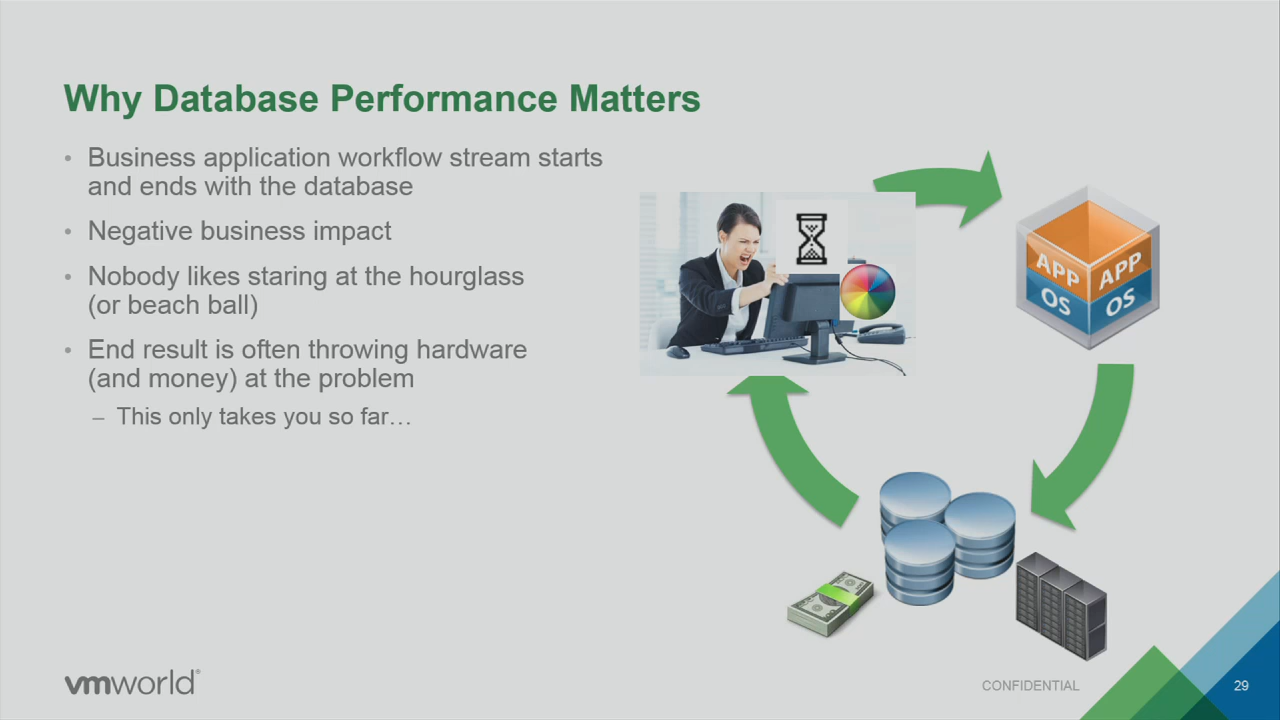 Why Database Performance Matters
• Business application workflow stream starts
and ends with the database
• Negative business impact
• Nobody likes staring at the hourglass
(or beach ball)
• End result is often throwing hardware
(and money) at the problem
– This only takes you so far…
APP APP
OS OS
vmworld®
CONFIDENTIAL
29